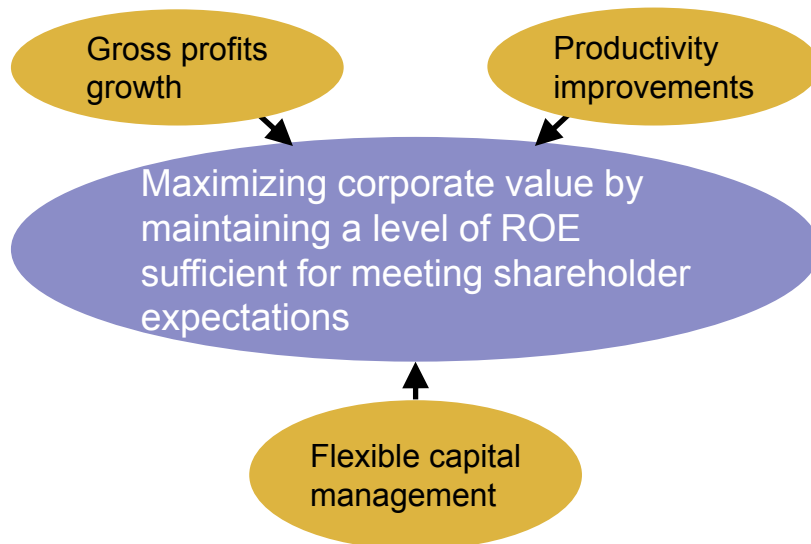 Gross profits
growth
Productivity
improvements
Maximizing corporate value by
maintaining a level of ROE
sufficient for meeting shareholder
expectations
Flexible capital
management